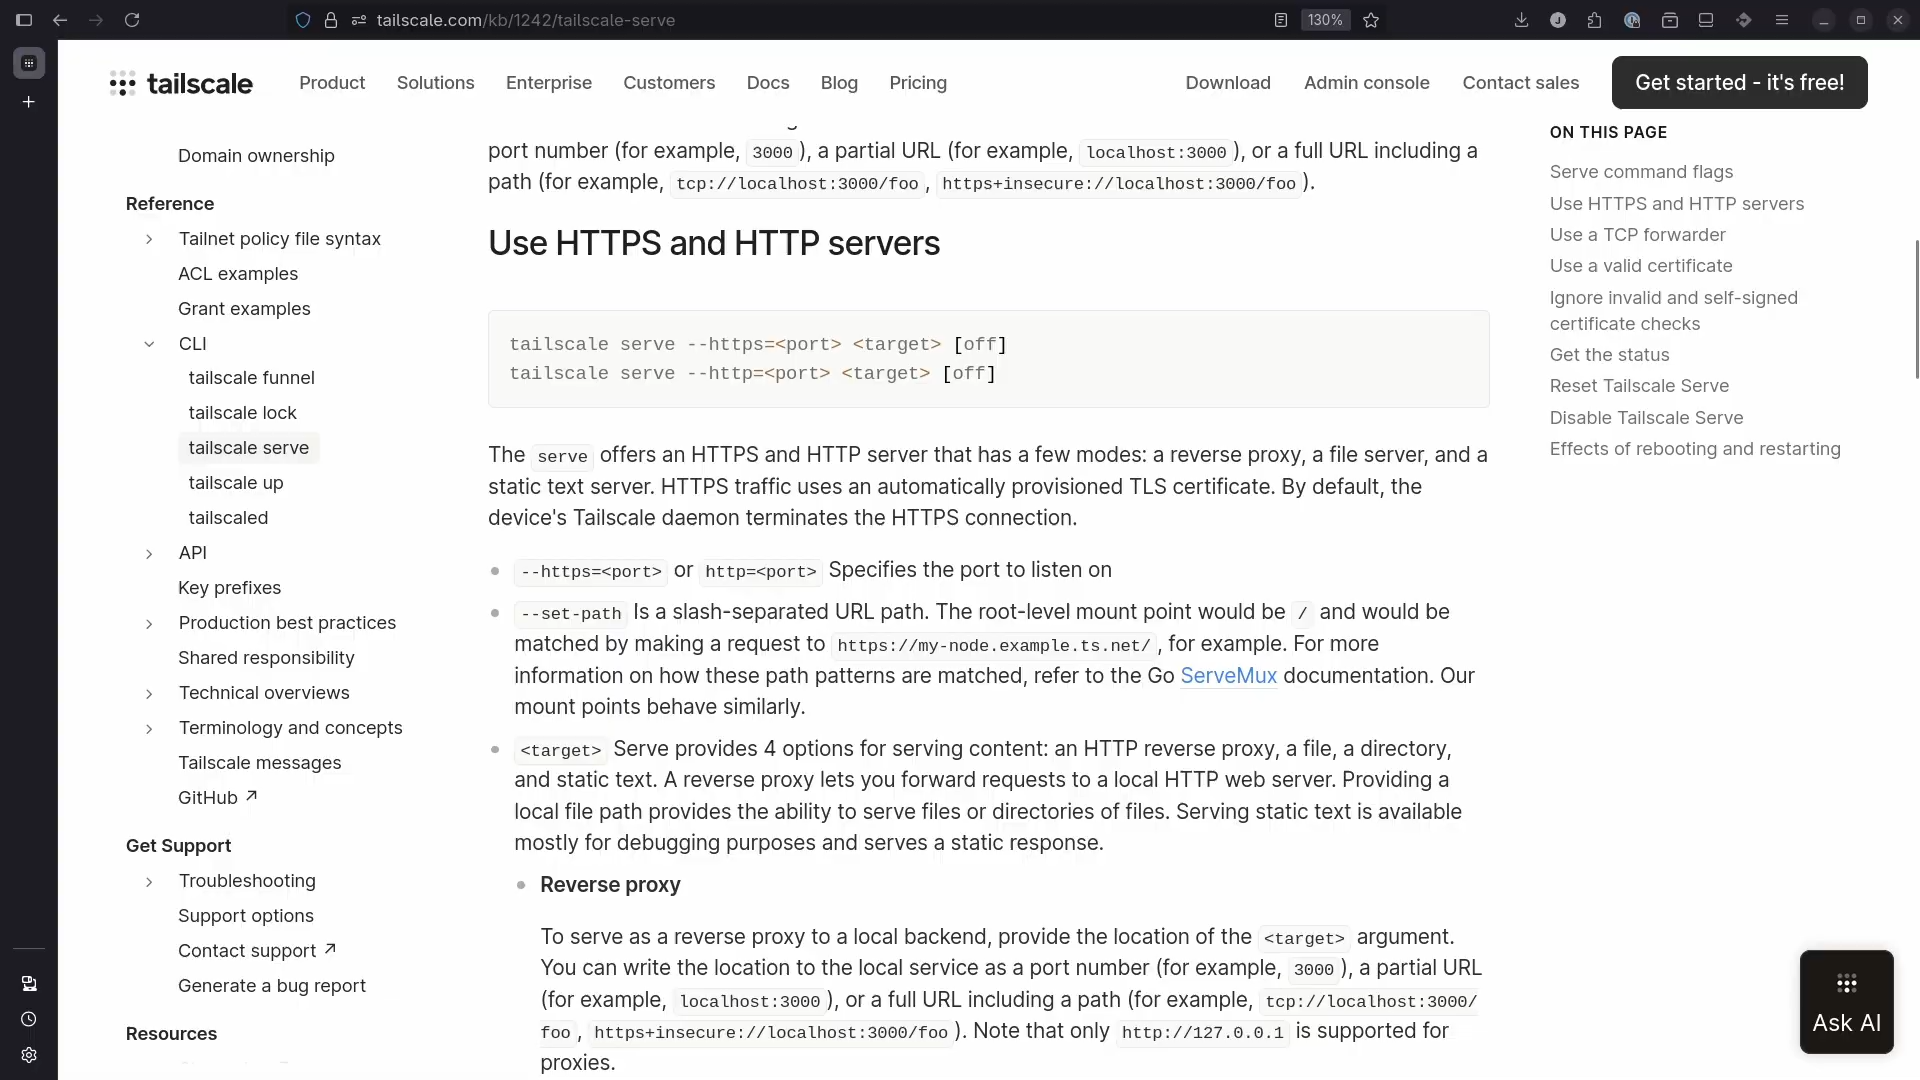 tailscale.com/kb/1242/tailscale-serve
130%
tailscale
Product
Solutions
Enterprise
Customers
Docs
Blog
Pricing
Download
Admin console
Contact sales
Get started - it's free!
Domain ownership
Reference
Tailnet policy file syntax
ACL examples
Grant examples
CLI
tailscale funnel
tailscale lock
tailscale serve
tailscale up
tailscaled
API
Key prefixes
Production best practices
Shared responsibility
Technical overviews
Terminology and concepts
Tailscale messages
GitHub ↗
Get Support
Troubleshooting
Support options
Contact support ↗
Generate a bug report
Resources
port number (for example, 3000 ), a partial URL (for example, localhost:3000 ), or a full URL including a
path (for example, tcp://localhost:3000/foo , https+insecure://localhost:3000/foo ).
Use HTTPS and HTTP servers
tailscale serve --https=<port> <target> [off]
tailscale serve --http=<port> <target> [off]
The serve offers an HTTPS and HTTP server that has a few modes: a reverse proxy, a file server, and a
static text server. HTTPS traffic uses an automatically provisioned TLS certificate. By default, the
device's Tailscale daemon terminates the HTTPS connection.
--https=<port> or http=<port> Specifies the port to listen on
--set-path Is a slash-separated URL path. The root-level mount point would be / and would be
matched by making a request to https://my-node.example.ts.net/ , for example. For more
information on how these path patterns are matched, refer to the Go ServeMux documentation. Our
mount points behave similarly.
<target> Serve provides 4 options for serving content: an HTTP reverse proxy, a file, a directory,
and static text. A reverse proxy lets you forward requests to a local HTTP web server. Providing a
local file path provides the ability to serve files or directories of files. Serving static text is available
mostly for debugging purposes and serves a static response.
Reverse proxy
To serve as a reverse proxy to a local backend, provide the location of the <target> argument.
You can write the location to the local service as a port number (for example, 3000 ), a partial URL
(for example, localhost:3000 ), or a full URL including a path (for example, tcp://localhost:3000/
foo , https+insecure://localhost:3000/foo ). Note that only http://127.0.0.1 is supported for
proxies.
ON THIS PAGE
Serve command flags
Use HTTPS and HTTP servers
Use a TCP forwarder
Use a valid certificate
Ignore invalid and self-signed
certificate checks
Get the status
Reset Tailscale Serve
Disable Tailscale Serve
Effects of rebooting and restarting
Ask AI